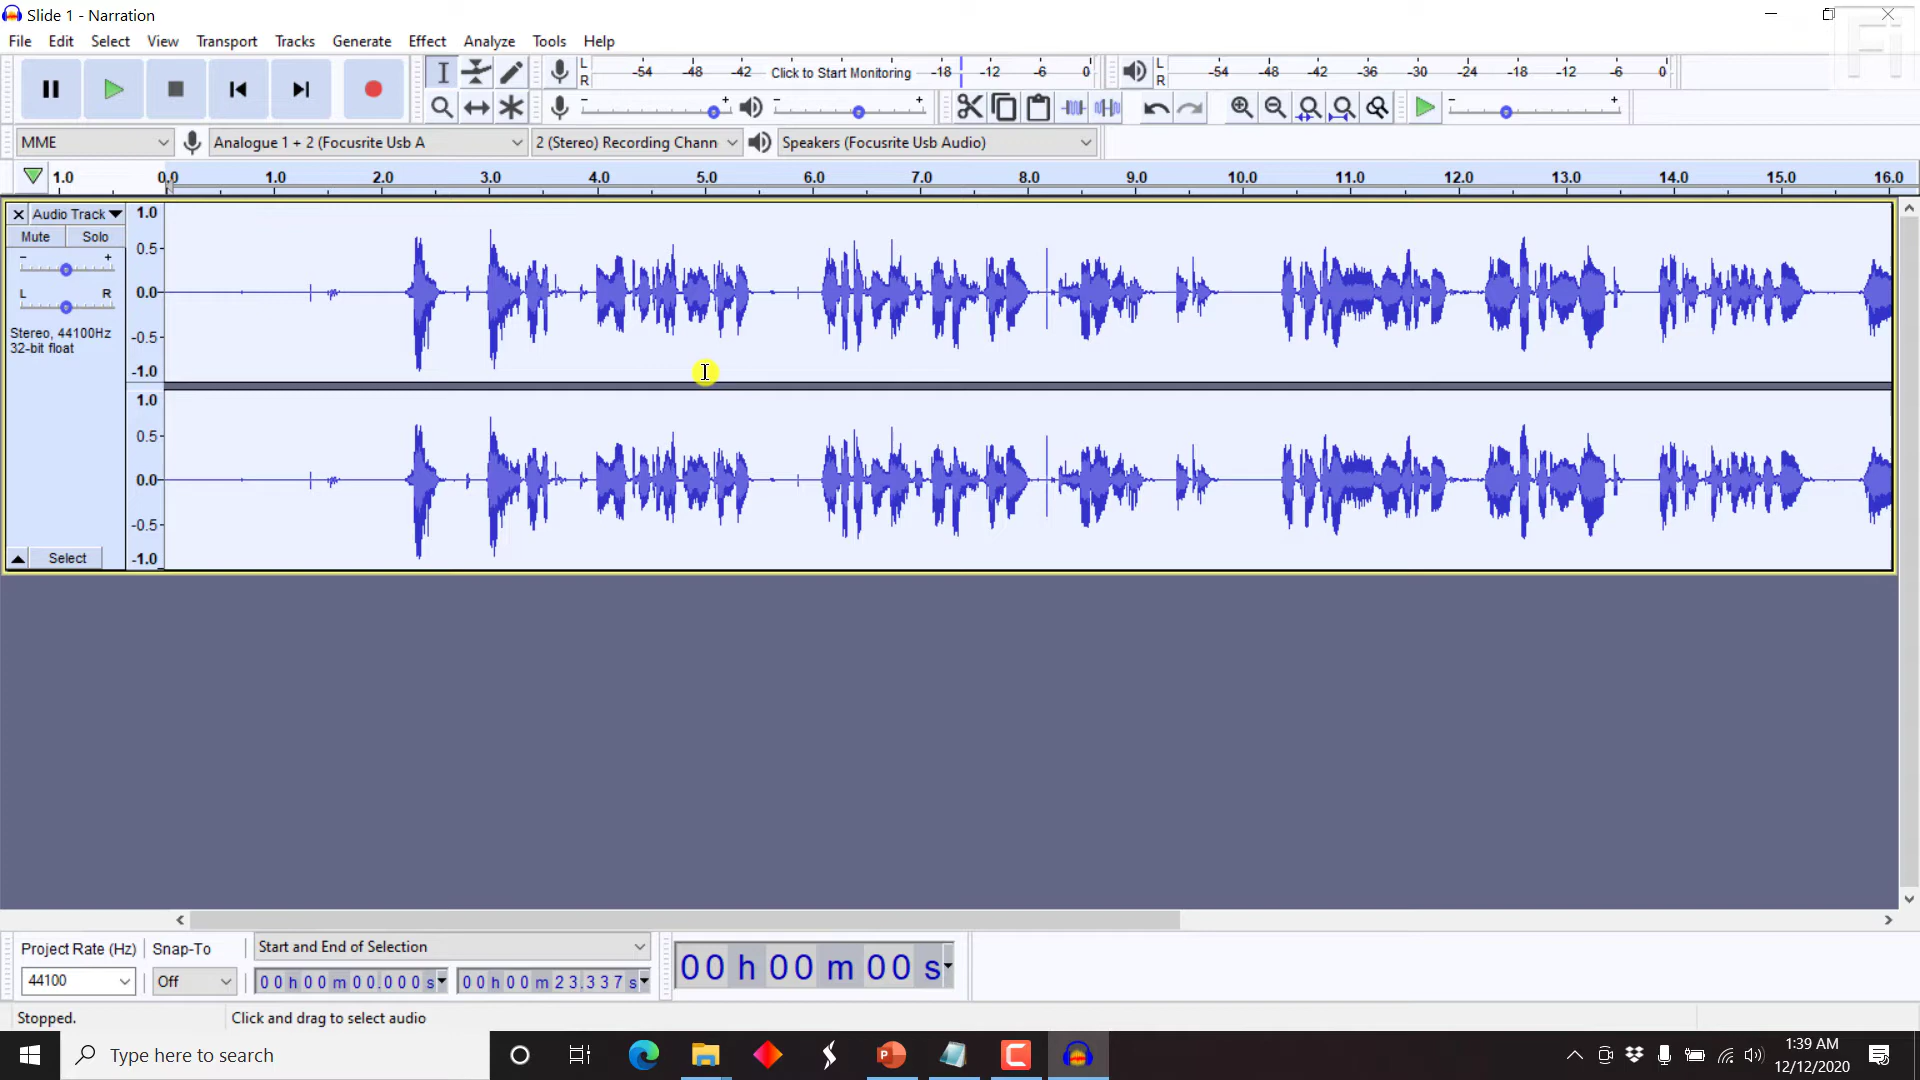 Slide 1 - Narration
File Edit Select View Transport Tracks Generate Effect Analyze Tools Help
L R -54 -48 -42 Click to Start Monitoring -18 -12 -6 0 L R -54 -48 -42 -36 -30 -24 -18 -12 -6 0
- + - + - +
MME Analogue 1 + 2 (Focusrite Usb A 2 (Stereo) Recording Chann Speakers (Focusrite Usb Audio)
1.0 0.0 1.0 2.0 3.0 4.0 5.0 6.0 7.0 8.0 9.0 10.0 11.0 12.0 13.0 14.0 15.0 16.0
Audio Track 1.0
Mute Solo 0.5
- +
L R 0.0
Stereo, 44100Hz -0.5
32-bit float
-1.0
1.0
0.5
0.0
-0.5
Select -1.0
Project Rate (Hz) Snap-To Start and End of Selection
44100 Off 00 h 00 m 00.000 s 00 h 00 m 23.337 s 00 h 00 m 00 s
Stopped. Click and drag to select audio
Type here to search
1:39 AM
12/12/2020